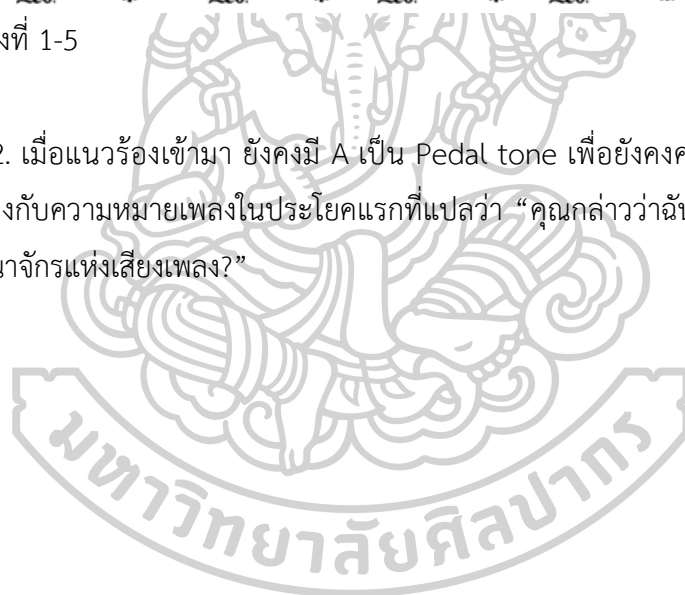 งที่ 1-5
2. เมื่อแนวร้องเข้ามา ยังคงมี A เป็น Pedal tone เพื่อยังคงค
งกับความหมายเพลงในประโยคแรกที่แปลว่า “คุณกล่าวว่าฉัน
นาจักรแห่งเสียงเพลง?”
มหาวิทยาลัยศิลปากร